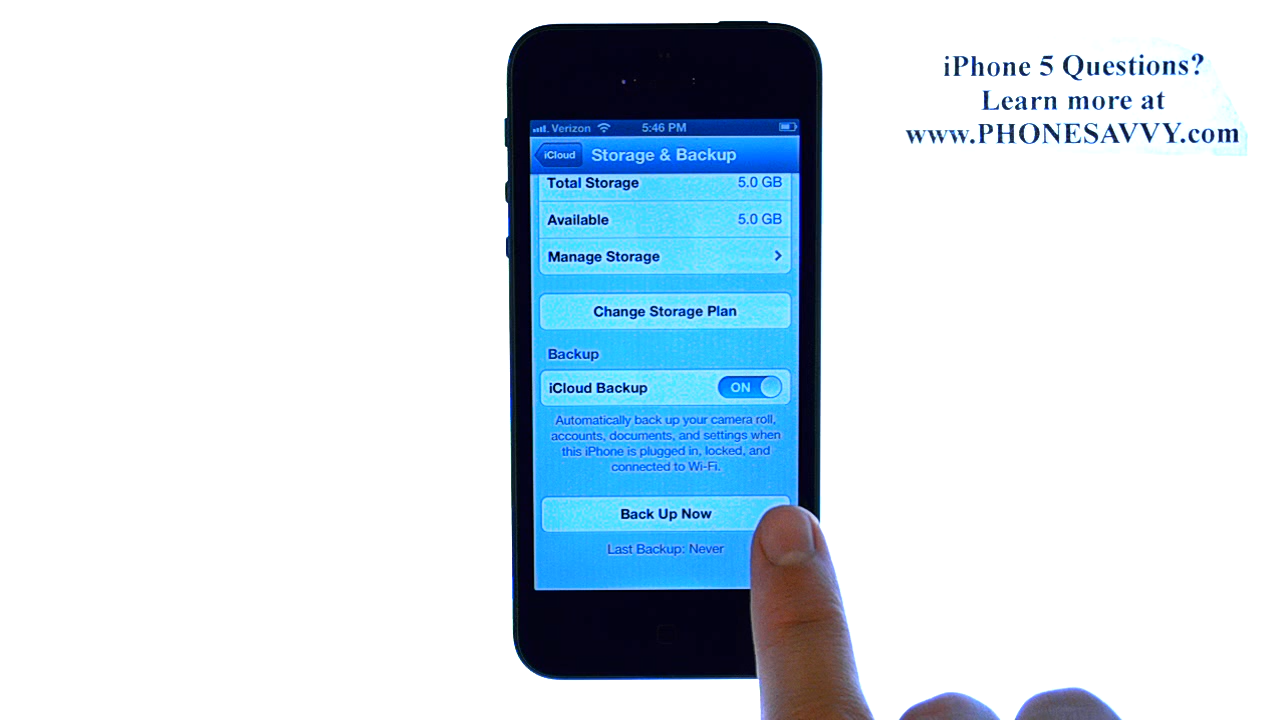 iPhone 5 Questions?
Learn more at
www.PHONESAVVY.com
Verizon 5:46 PM
iCloud Storage & Backup
Total Storage 5.0 GB
Available 5.0 GB
Manage Storage
Change Storage Plan
Backup
iCloud Backup ON
Automatically back up your camera roll,
accounts, documents, and settings when
this iPhone is plugged in, locked, and
connected to Wi-Fi.
Back Up Now
Last Backup: Never